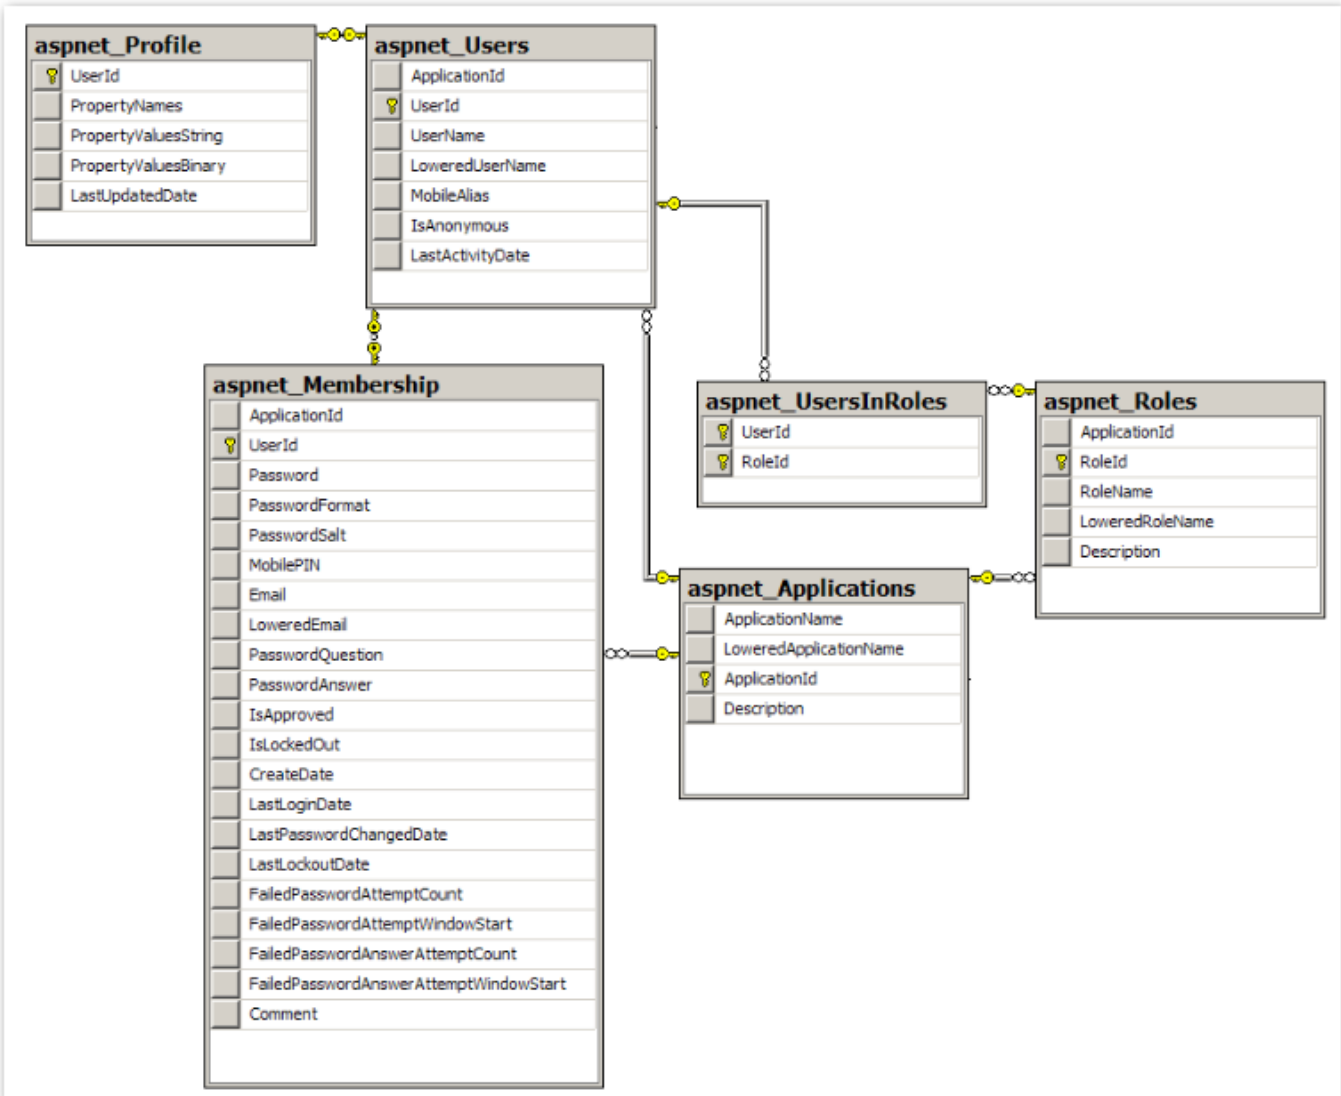 aspnet_Profile
UserId
PropertyNames
PropertyValuesString
PropertyValuesBinary
LastUpdatedDate
aspnet_Users
ApplicationId
UserId
UserName
LoweredUserName
MobileAlias
IsAnonymous
LastActivityDate
aspnet_Membership
ApplicationId
UserId
Password
PasswordFormat
PasswordSalt
MobilePIN
Email
LoweredEmail
PasswordQuestion
PasswordAnswer
IsApproved
IsLockedOut
CreateDate
LastLoginDate
LastPasswordChangedDate
LastLockoutDate
FailedPasswordAttemptCount
FailedPasswordAttemptWindowStart
FailedPasswordAnswerAttemptCount
FailedPasswordAnswerAttemptWindowStart
Comment
aspnet_UsersInRoles
UserId
RoleId
aspnet_Roles
ApplicationId
RoleId
RoleName
LoweredRoleName
Description
aspnet_Applications
ApplicationName
LoweredApplicationName
ApplicationId
Description